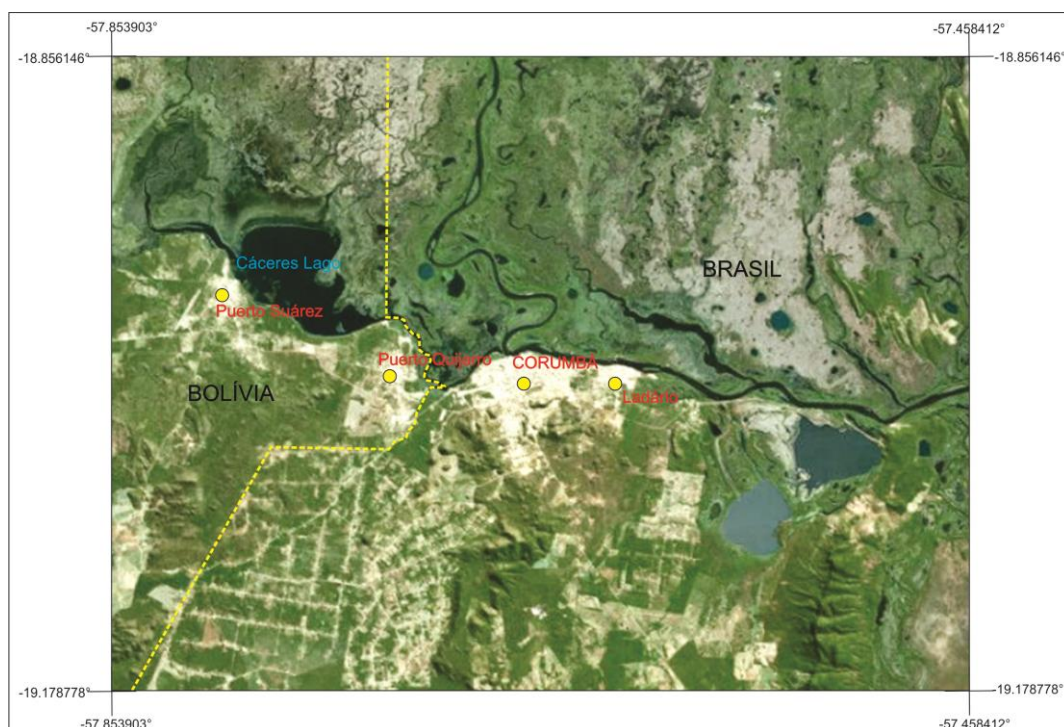 -57.853903° -57.458412°
-18.856146° -18.856146°
BRASIL
Cáceres Lago
Puerto Suárez
Puerto Quijarro CORUMBÁ
BOLÍVIA Ladário
-19.178778° -19.178778°
-57.853903° -57.458412°